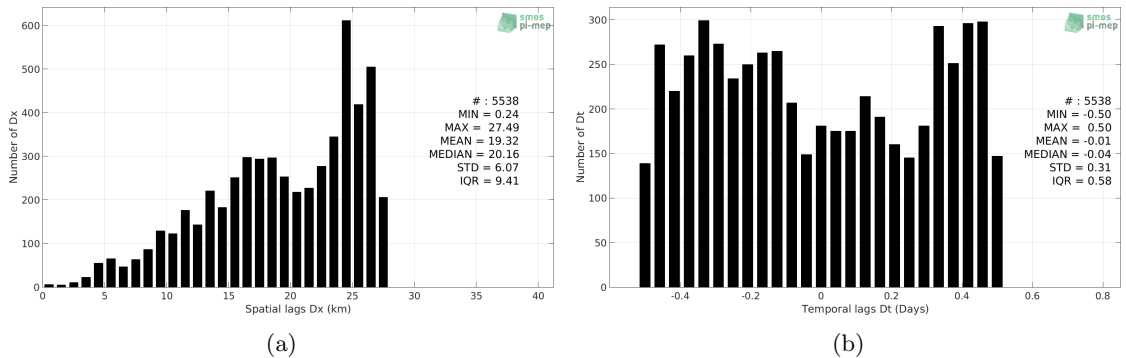 smos
pi-mep
600
500
400
300
200
100
0
Number of Dx
# : 5538
MIN = 0.24
MAX = 27.49
MEAN = 19.32
MEDIAN = 20.16
STD = 6.07
IQR = 9.41
0 5 10 15 20 25 30 35 40
Spatial lags Dx (km)
(a)
smos
pi-mep
300
250
200
150
100
50
0
Number of Dt
# : 5538
MIN = -0.50
MAX = 0.50
MEAN = -0.01
MEDIAN = -0.04
STD = 0.31
IQR = 0.58
-0.4 -0.2 0 0.2 0.4 0.6 0.8
Temporal lags Dt (Days)
(b)